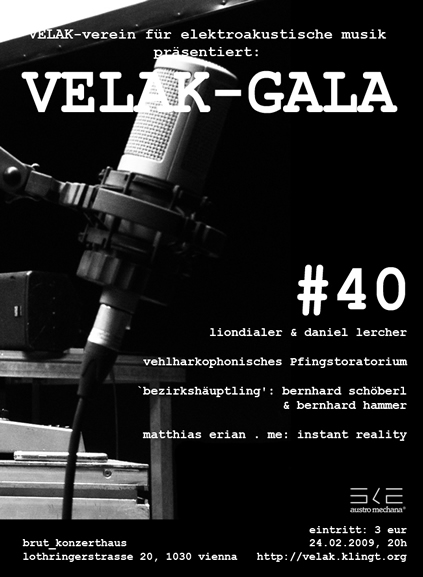 VELAK-verein für elektroakustische musik
präsentiert:
VELAK-GALA
#40
liondialer & daniel lercher
vehlharkophonisches Pfingstoratorium
`bezirkshäuptling': bernhard schöberl
& bernhard hammer
matthias erian . me: instant reality
SKE
austro mechana®
eintritt: 3 eur
brut_konzerthaus 24.02.2009, 20h
lothringerstrasse 20, 1030 vienna http://velak.klingt.org